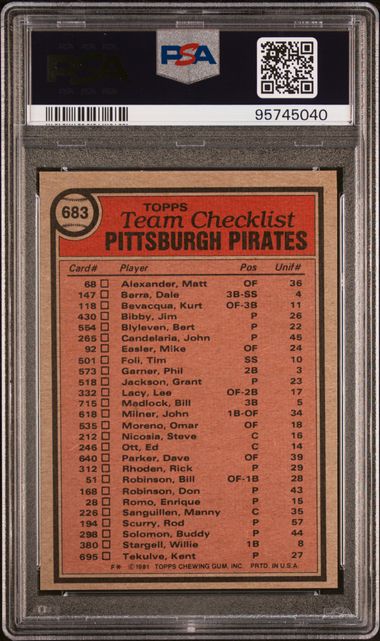 PSA
PSA
95745040
683
TOPPS
Team Checklist
PITTSBURGH PIRATES
Card# Player Pos Unif#
68 Alexander, Matt OF 36
147 Berra, Dale 3B-SS 4
118 Bevacqua, Kurt OF-3B 11
430 Bibby, Jim P 26
554 Blyleven, Bert P 22
265 Candelaria, John P 45
92 Easler, Mike OF 24
501 Foli, Tim SS 10
573 Garner, Phil 2B 3
518 Jackson, Grant P 23
332 Lacy, Lee OF-2B 17
715 Madlock, Bill 3B 5
618 Milner, John 1B-OF 34
535 Moreno, Omar OF 18
212 Nicosia, Steve C 16
246 Ott, Ed C 14
640 Parker, Dave OF 39
312 Rhoden, Rick P 29
51 Robinson, Bill OF-1B 28
168 Robinson, Don P 43
28 Romo, Enrique P 15
226 Sanguillen, Manny C 35
194 Scurry, Rod P 57
298 Solomon, Buddy P 44
380 Stargell, Willie 1B 8
695 Tekulve, Kent P 27
F* © 1981 TOPPS CHEWING GUM, INC. PRTD. IN U.S.A.